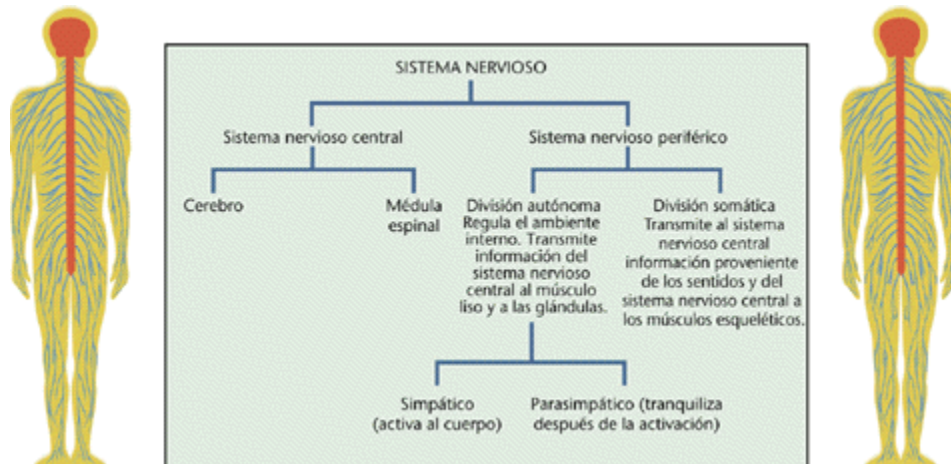 SISTEMA NERVIOSO
Sistema nervioso central
Sistema nervioso periférico
Cerebro
Médula
espinal
División autónoma
Regula el ambiente
interno. Transmite
información del
sistema nervioso
central al músculo
liso y a las glándulas.
División somática
Transmite al sistema
nervioso central
información proveniente
de los sentidos y del
sistema nervioso central a
los músculos esqueléticos.
Simpático
(activa al cuerpo)
Parasimpático (tranquiliza
después de la activación)